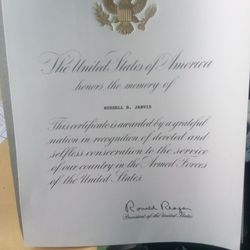 The United States of America
honors the memory of
RUSSELL D. JARVIS
This certificate is awarded by a grateful
nation in recognition of devoted and
selfless consecration to the service
of our country in the Armed Forces
of the United States.
Ronald Reagan
President of the United States